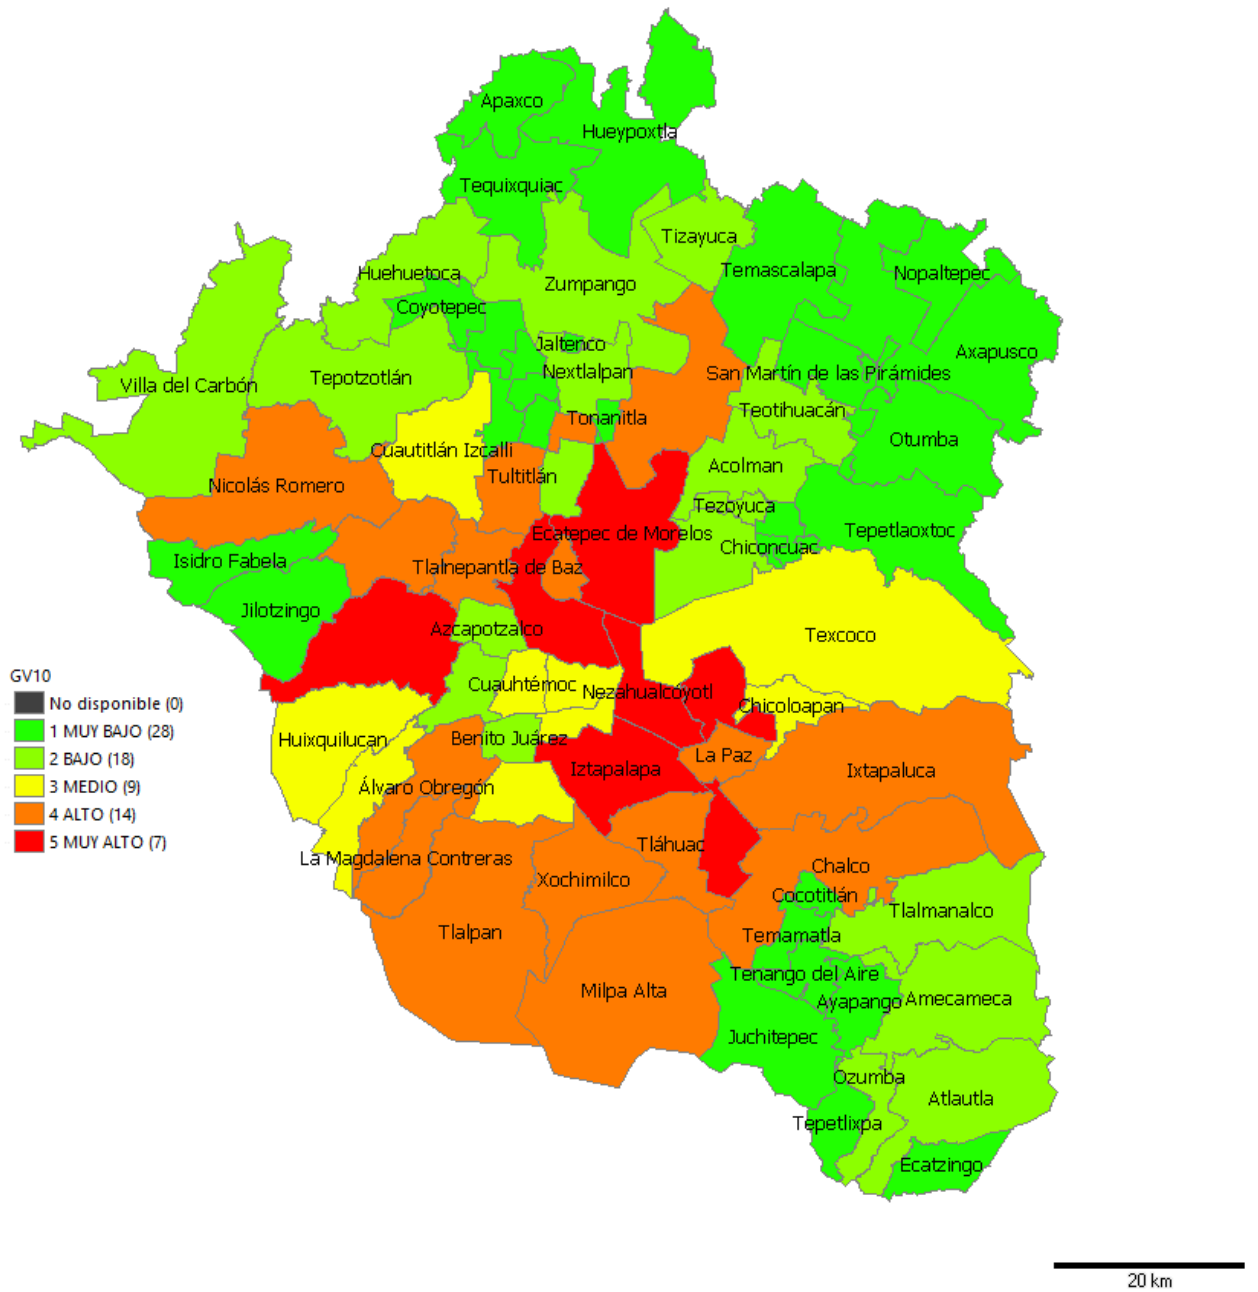 Apaxco
Hueypoxtla
Tequixquiac
Tizayuca
Huehuetoca
Temascalapa
Nopaltepec
Zumpango
Coyotepec
Jaltenco
Axapusco
Nextlalpan
San Martín de las Pirámides
Tepotzotlán
Villa del Carbón
Teotihuacán
Tonanitla
Otumba
Cuautitlán Izcalli
Acolman
Tultitlán
Nicolás Romero
Tezoyuca
Tepetlaoxtoc
Ecatepec de Morelos
Chiconcuac
Isidro Fabela
Tlalnepantla de Baz
Jilotzingo
Azcapotzalco
Texcoco
Cuauhtémoc
Nezahualcóyotl
Chicoloapan
Huixquilucan
Benito Juárez
La Paz
Iztapalapa
Ixtapaluca
Álvaro Obregón
Tláhuac
La Magdalena Contreras
Chalco
Xochimilco
Cocotitlán
Tlalmanalco
Tlalpan
Temamatla
Tenango del Aire
Milpa Alta
Ayapango
Amecameca
Juchitepec
Ozumba
Atlautla
Tepetlixpa
Ecatzingo
GV10
No disponible (0)
1 MUY BAJO (28)
2 BAJO (18)
3 MEDIO (9)
4 ALTO (14)
5 MUY ALTO (7)
20 km